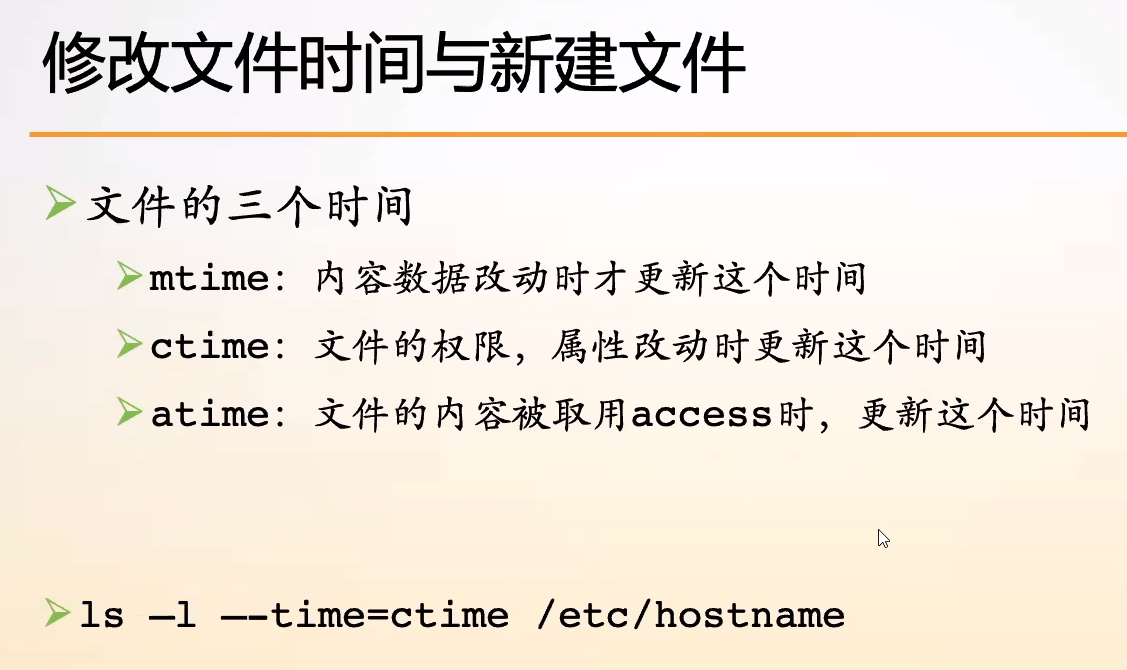 修改文件时间与新建文件
文件的三个时间
mtime: 内容数据改动时才更新这个时间
ctime: 文件的权限，属性改动时更新这个时间
atime: 文件的内容被取用access时，更新这个时间
ls –l –-time=ctime /etc/hostname